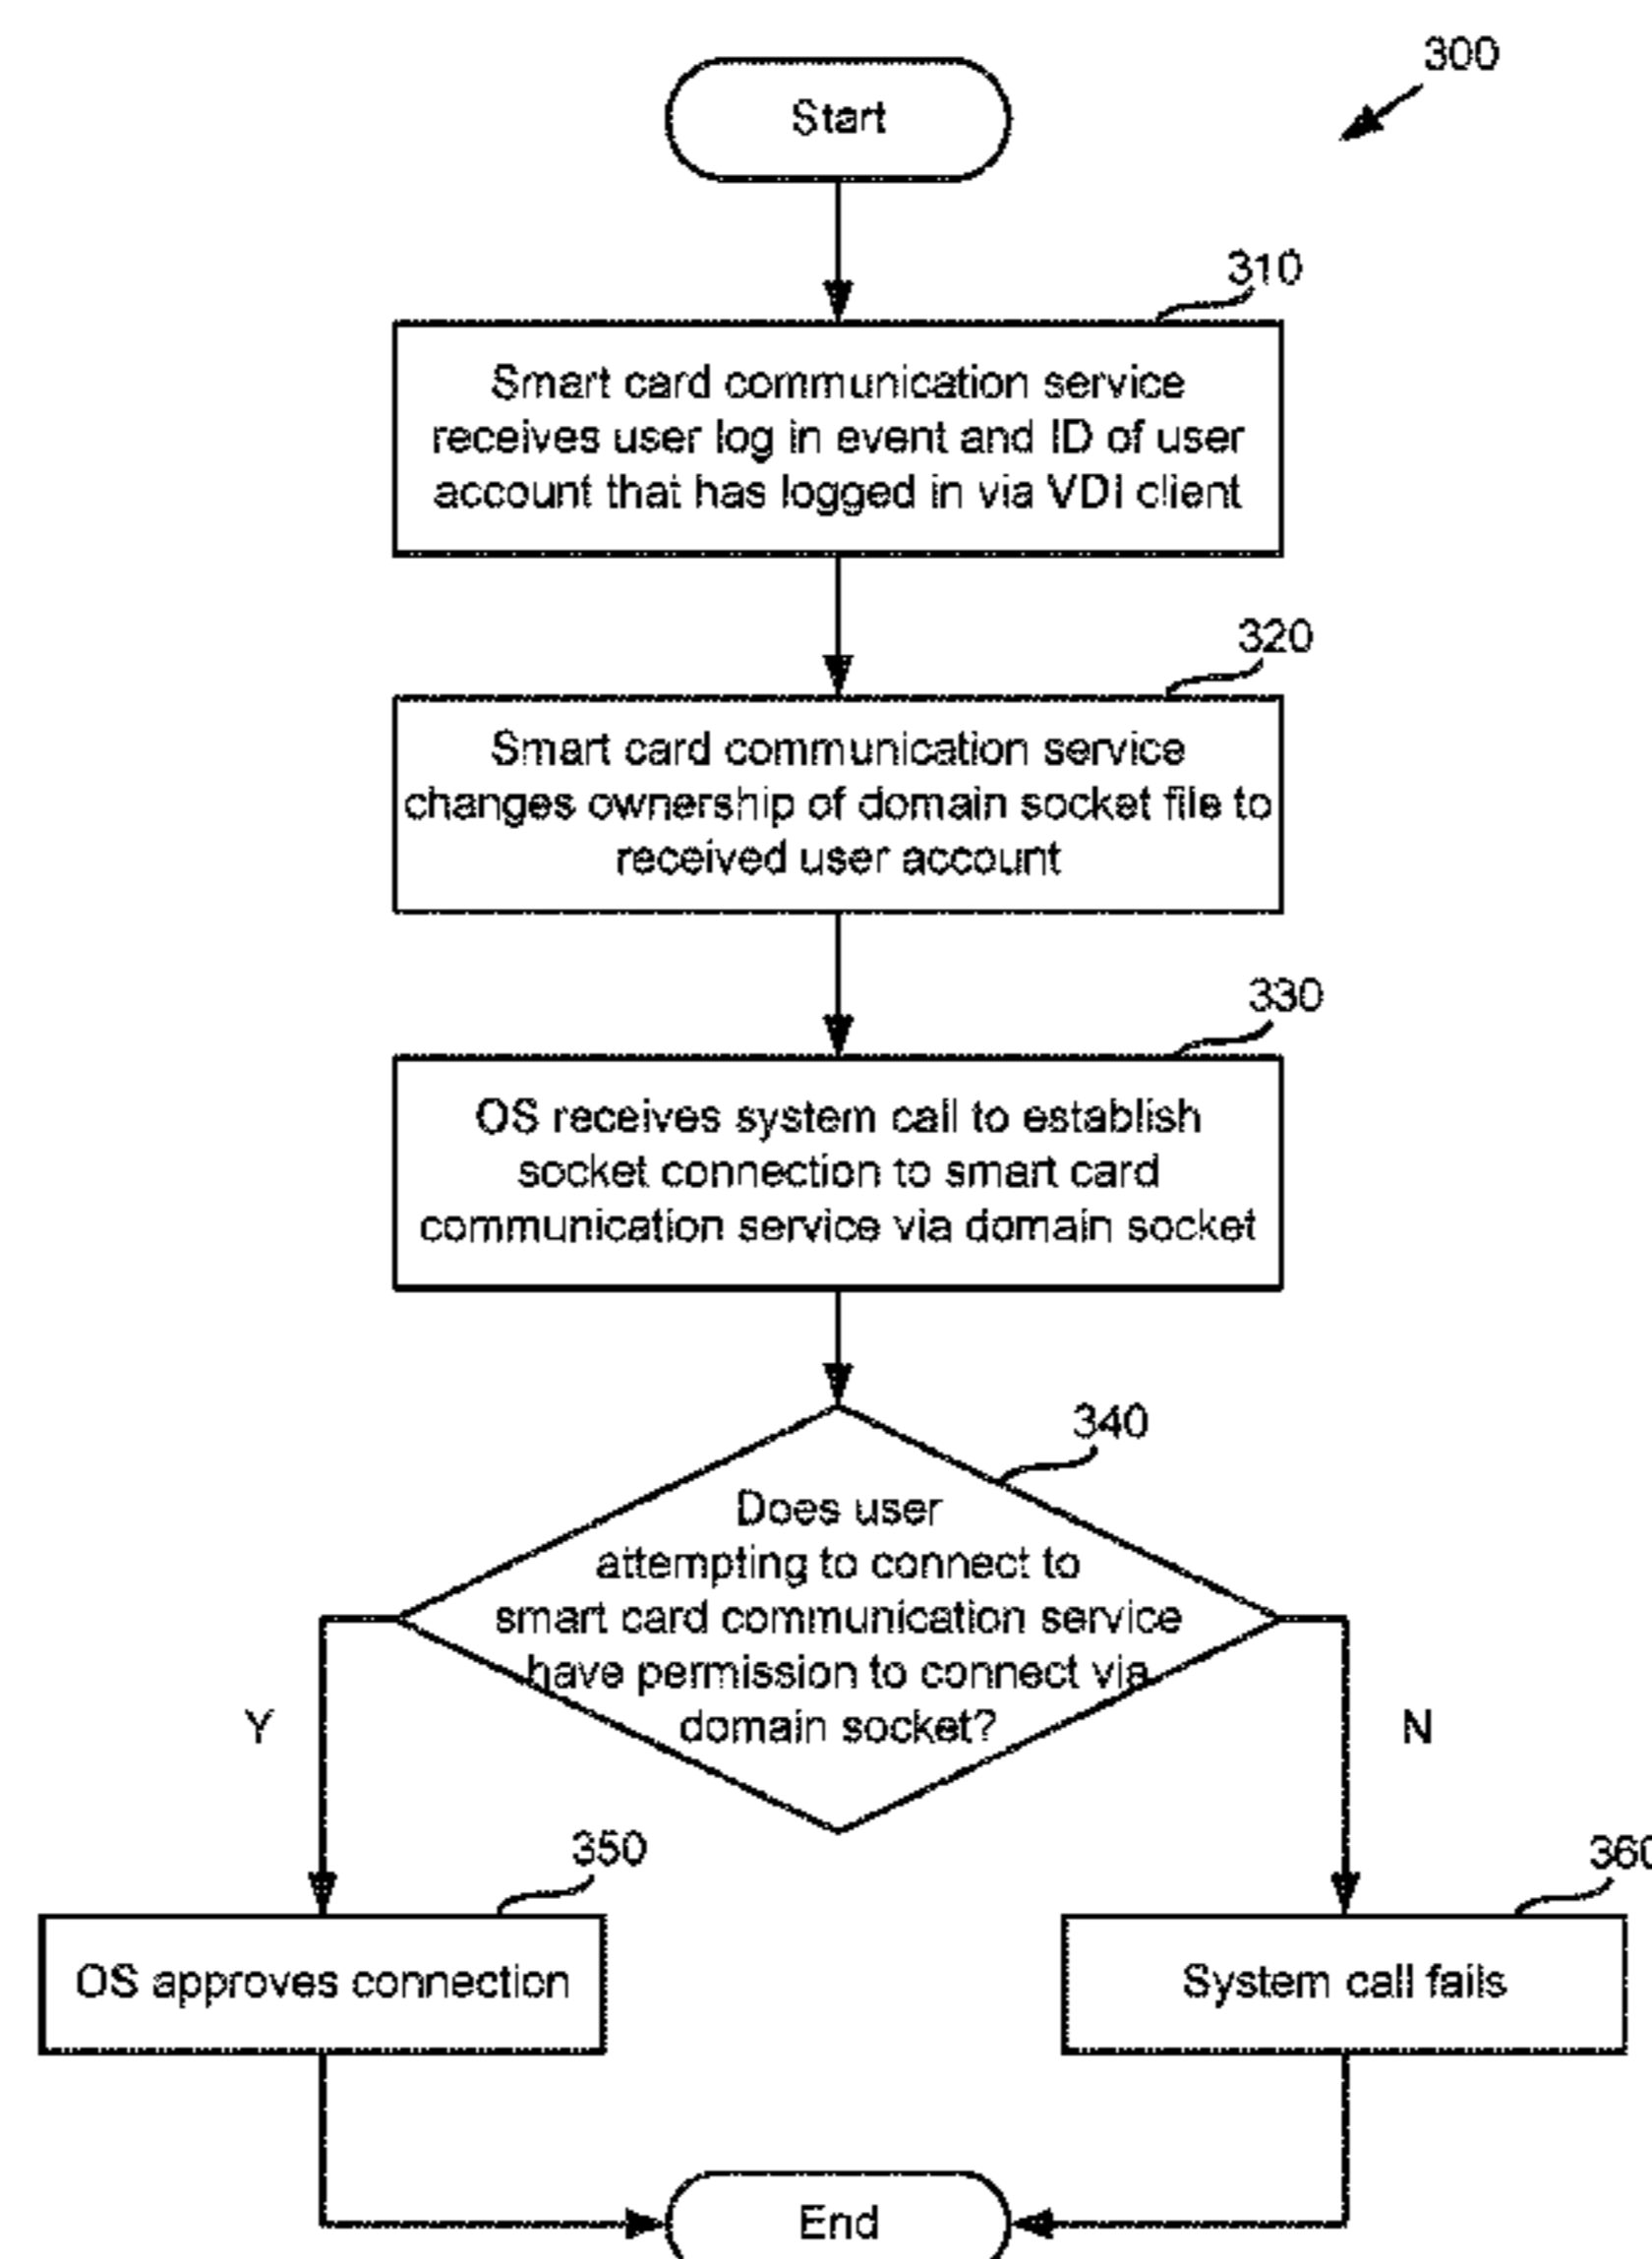 300
Start
310
Smart card communication service
receives user log in event and ID of user
account that has logged in via VDI client
320
Smart card communication service
changes ownership of domain socket file to
received user account
330
OS receives system call to establish
socket connection to smart card
communication service via domain socket
340
Does user
attempting to connect to
smart card communication service
have permission to connect via
domain socket?
Y
N
350
360
OS approves connection
System call fails
End